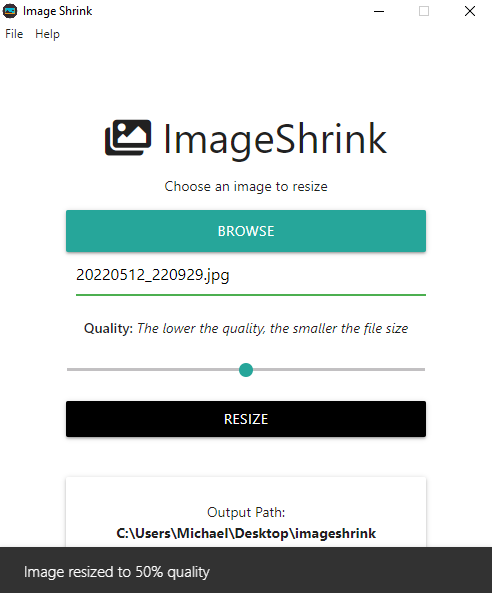 Image Shrink
File Help
ImageShrink
Choose an image to resize
BROWSE
20220512_220929.jpg
Quality: The lower the quality, the smaller the file size
RESIZE
Output Path:
C:\Users\Michael\Desktop\imageshrink
Image resized to 50% quality